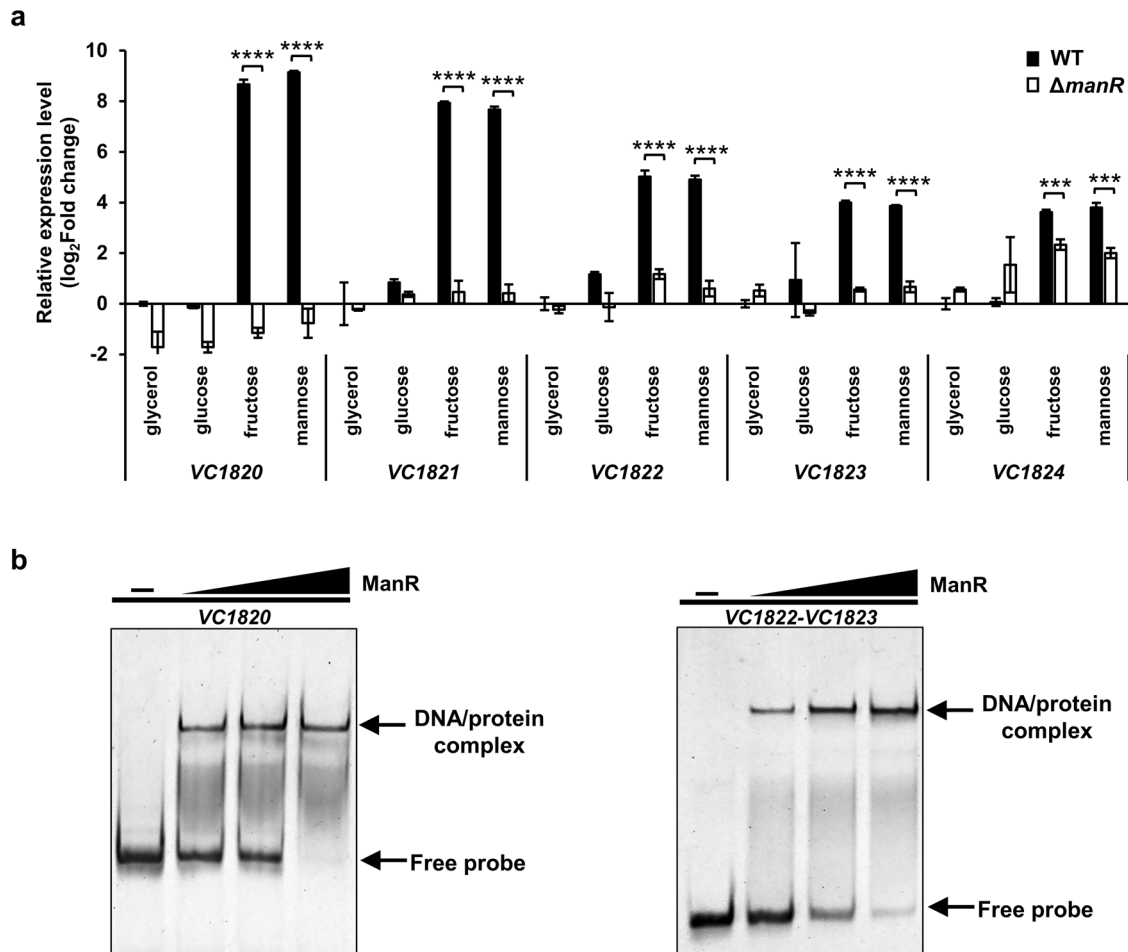 a
Relative expression level
(log₂Fold change)
10
8
6
4
2
0
-2
**** ****
**** ****
**** ****
**** ****
*** ***
WT
ΔmanR
glycerol glucose fructose mannose
glycerol glucose fructose mannose
glycerol glucose fructose mannose
glycerol glucose fructose mannose
glycerol glucose fructose mannose
VC1820 VC1821 VC1822 VC1823 VC1824
b
– ManR
VC1820
DNA/protein
complex
Free probe
– ManR
VC1822-VC1823
DNA/protein
complex
Free probe